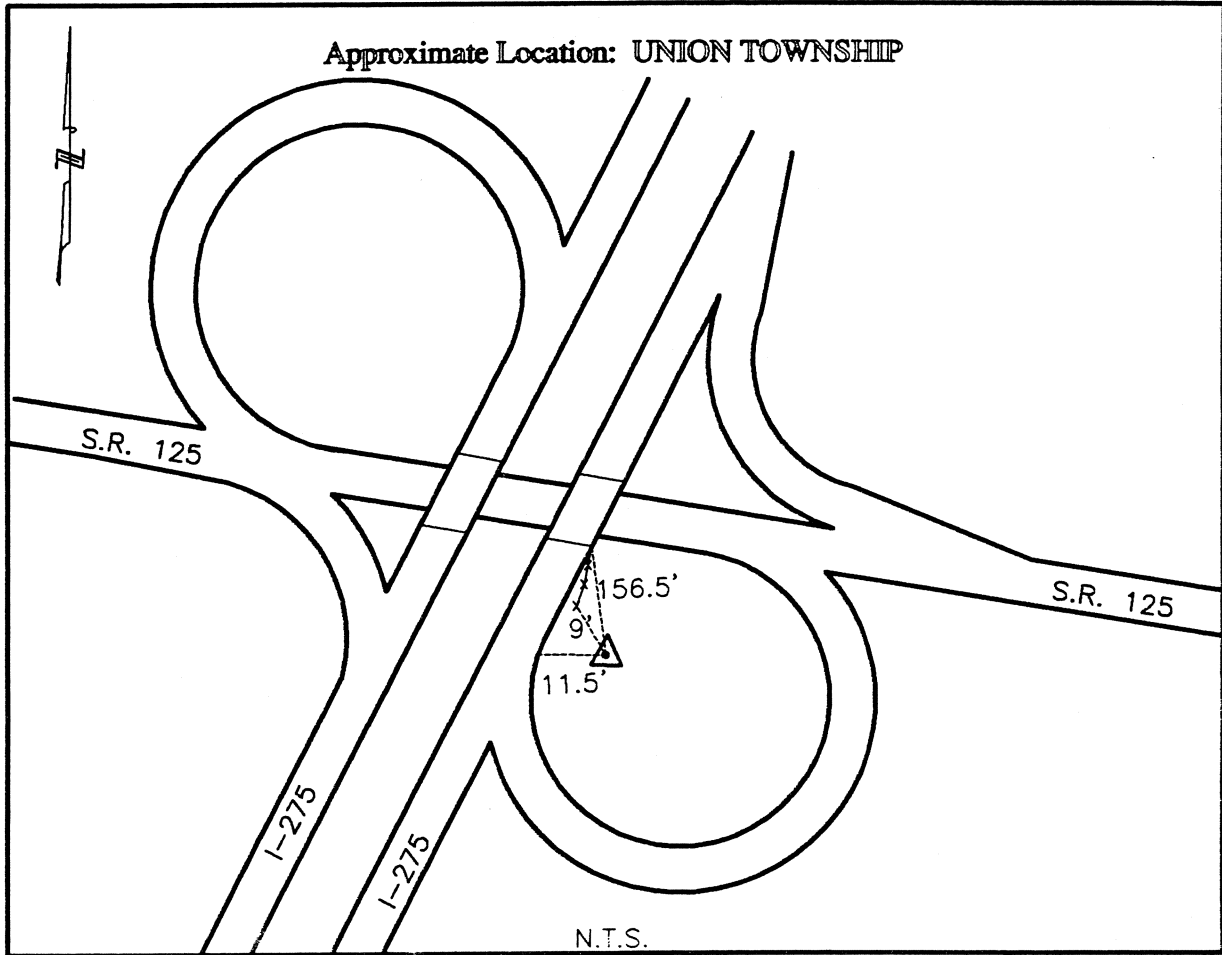 Approximate Location: UNION TOWNSHIP
N
S.R. 125
156.5'
S.R. 125
9'
11.5'
I-275
I-275
N.T.S.